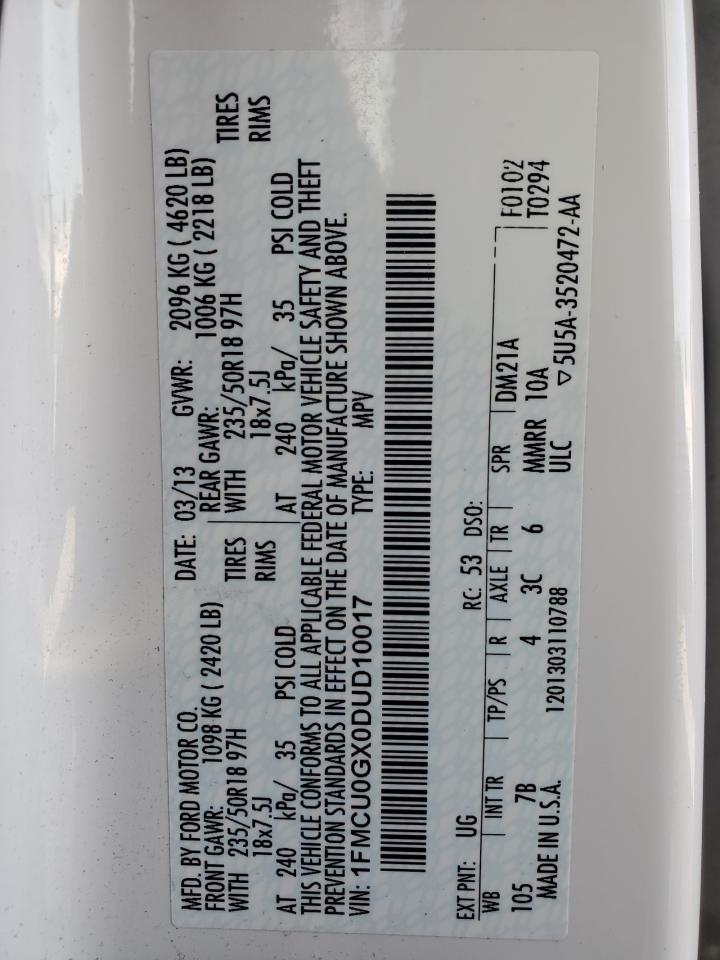 MFD. BY FORD MOTOR CO. DATE: 03/13 GVWR: 2096 KG ( 4620 LB)
FRONT GAWR: 1098 KG ( 2420 LB) REAR GAWR: 1006 KG ( 2218 LB)
WITH 235/50R18 97H TIRES WITH 235/50R18 97H TIRES
18x7.5J RIMS 18x7.5J RIMS
AT 240 kPa/ 35 PSI COLD AT 240 kPa/ 35 PSI COLD
THIS VEHICLE CONFORMS TO ALL APPLICABLE FEDERAL MOTOR VEHICLE SAFETY AND THEFT
PREVENTION STANDARDS IN EFFECT ON THE DATE OF MANUFACTURE SHOWN ABOVE.
VIN: 1FMCU0GX0DUD10017 TYPE: MPV
EXT PNT: UG RC: 53 DSO:
WB INT TR TP/PS R AXLE TR SPR DM21A F0102
105 7B 4 3C 6 MMRR 10A T0294
MADE IN U.S.A. 1201303110788 ULC ▽ 5U5A-3520472-AA